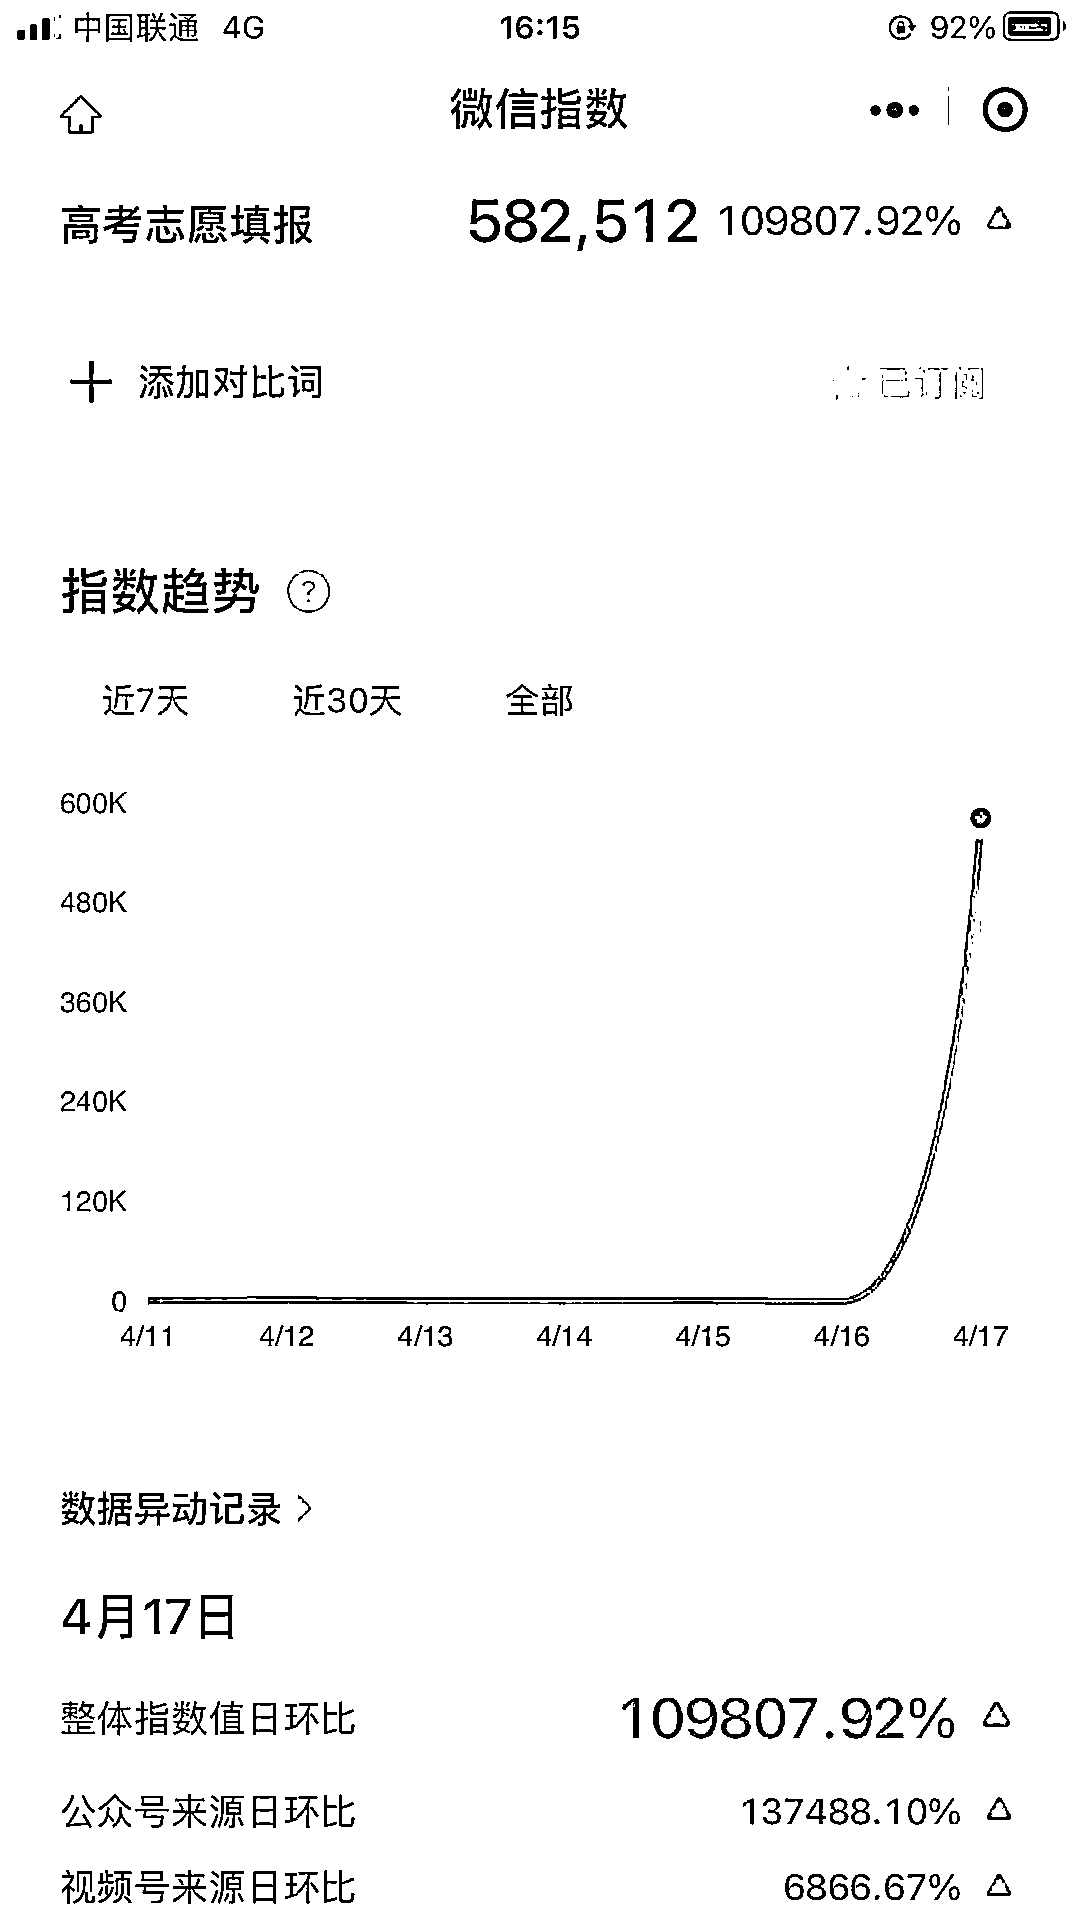 中国联通 4G 16:15 92%
微信指数
高考志愿填报 582,512 109807.92%
添加对比词 已订阅
指数趋势 ?
近7天 近30天 全部
600K
480K
360K
240K
120K
0
4/11 4/12 4/13 4/14 4/15 4/16 4/17
数据异动记录 >
4月17日
整体指数值日环比 109807.92%
公众号来源日环比 137488.10%
视频号来源日环比 6866.67%